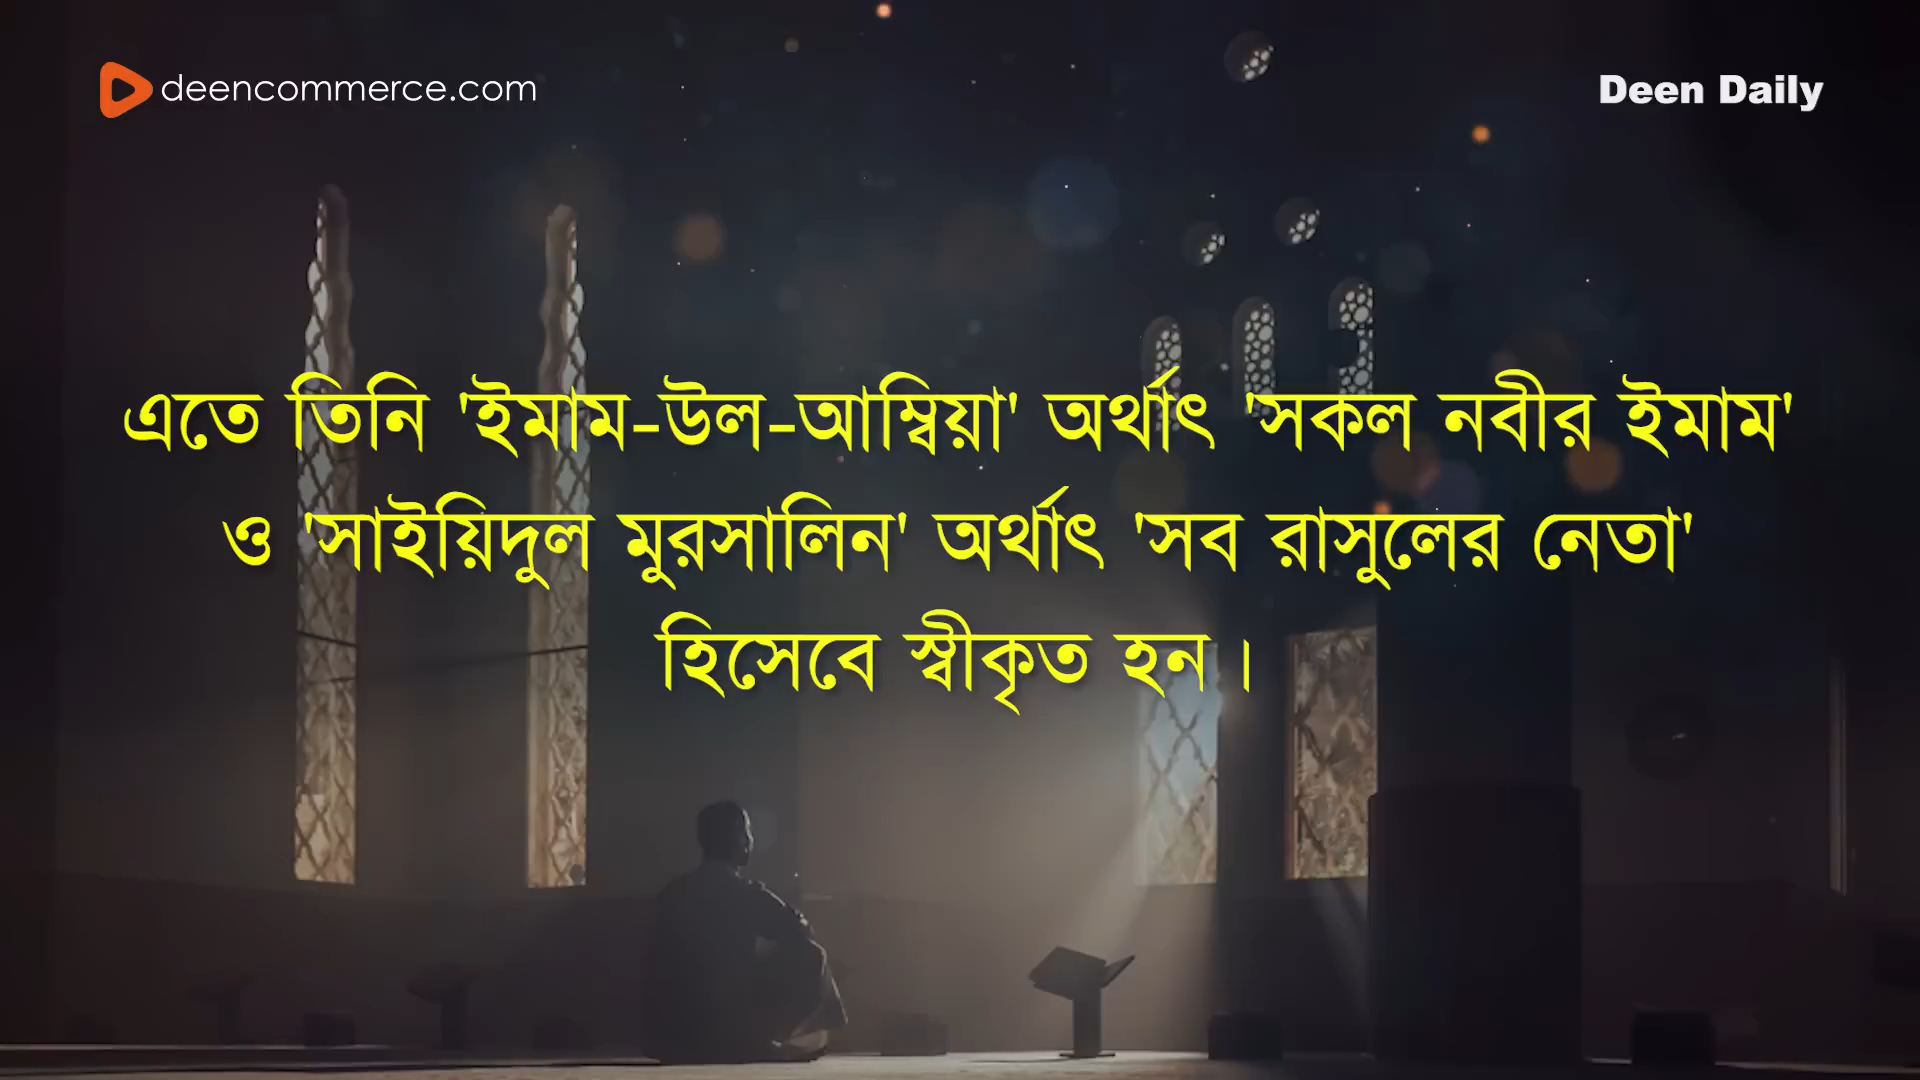 deencommerce.com
Deen Daily
এতে তিনি 'ইমাম-উল-আম্বিয়া' অর্থাৎ 'সকল নবীর ইমাম'
ও 'সাইয়িদুল মুরসালিন' অর্থাৎ 'সব রাসুলের নেতা'
হিসেবে স্বীকৃত হন।